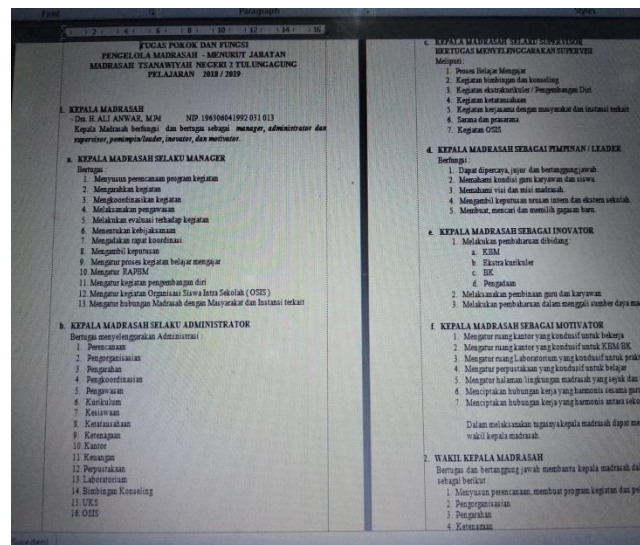 Paragraph
Styles
TUGAS POKOK DAN FUNGSI
PENGELOLA MADRASAH - MENURUT JABATAN
MADRASAH TSANAWIYAH NEGERI 2 TULUNGAGUNG
PELAJARAN 2018 / 2019
1. KEPALA MADRASAH
- Drs. H. ALI ANWAR, M.Pd NIP. 196306041992 031 013
Kepala Madrasah berfungsi dan bertugas sebagai manager, administrator dan
supervisor, pemimpin/leader, inovator, dan motivator.
a. KEPALA MADRASAH SELAKU MANAGER
Bertugas :
1. Menyusun perencanaan program kegiatan
2. Mengarahkan kegiatan
3. Mengkoordinasikan kegiatan
4. Melaksanakan pengawasan
5. Melakukan evaluasi terhadap kegiatan
6. Menentukan kebijaksanaan
7. Mengadakan rapat koordinasi
8. Mengambil keputusan
9. Mengatur proses kegiatan belajar mengajar
10. Mengatur RAPBM
11. Mengatur kegiatan pengembangan diri
12. Mengatur kegiatan Organisasi Siswa Intra Sekolah ( OSIS )
13. Mengatur hubungan Madrasah dengan Masyarakat dan Instansi terkait
b. KEPALA MADRASAH SELAKU ADMINISTRATOR
Bertugas menyelenggarakan Administrasi :
1. Perencanaan
2. Pengorganisasian
3. Pengarahan
4. Pengkoordinasian
5. Pengawasan
6. Kurikulum
7. Kesiswaan
8. Ketatausahaan
9. Ketenagaan
10. Kantor
11. Keuangan
12. Perpustakaan
13. Laboratorium
14. Bimbingan Konseling
15. UKS
16. OSIS
c. KEPALA MADRASAH SELAKU SUPERVISOR
BERTUGAS MENYELENGGARAKAN SUPERVISI
Meliputi :
1. Proses Belajar Mengajar
2. Kegiatan bimbingan dan konseling
3. Kegiatan ekstrakurikuler / Pengembangan Diri
4. Kegiatan ketatausahaan
5. Kegiatan kerjasama dengan masyarakat dan instansi terkait
6. Sarana dan prasarana
7. Kegiatan OSIS
d. KEPALA MADRASAH SEBAGAI PIMPINAN / LEADER
Berfungsi :
1. Dapat dipercaya, jujur dan bertanggung jawab.
2. Memahami kondisi guru karyawan dan siswa.
3. Memahami visi dan misi madrasah.
4. Mengambil keputusan urusan intern dan ekstern sekolah.
5. Membuat, mencari dan memilih gagasan baru.
e. KEPALA MADRASAH SEBAGAI INOVATOR
1. Melakukan pembaharuan dibidang :
a. KBM
b. Ekstra kurikuler
c. BK
d. Pengadaan
2. Melaksanakan pembinaan guru dan karyawan
3. Melakukan pembaharuan dalam menggali sumber daya ma
f. KEPALA MADRASAH SEBAGAI MOTIVATOR
1. Mengatur ruang kantor yang kondusif untuk bekerja
2. Mengatur ruang kantor yang kondusif untuk KBM/BK
3. Mengatur ruang Laboratorium yang kondusif untuk prakt
4. Mengatur perpustakaan yang kondusif untuk belajar
5. Mengatur halaman/lingkungan madrasah yang sejuk dan
6. Menciptakan hubungan kerja yang harmonis sesama guru
7. Menciptakan hubungan kerja yang harmonis antara seko
Dalam melaksanakan tugasnya kepala madrasah dapat me
wakil kepala madrasah.
2. WAKIL KEPALA MADRASAH
Bertugas dan bertanggung jawab membantu kepala madrasah dal
sebagai berikut
1. Menyusun perencanaan, membuat program kegiatan dan pel
2. Pengorganisasian
3. Pengarahan
4. Ketenagaan